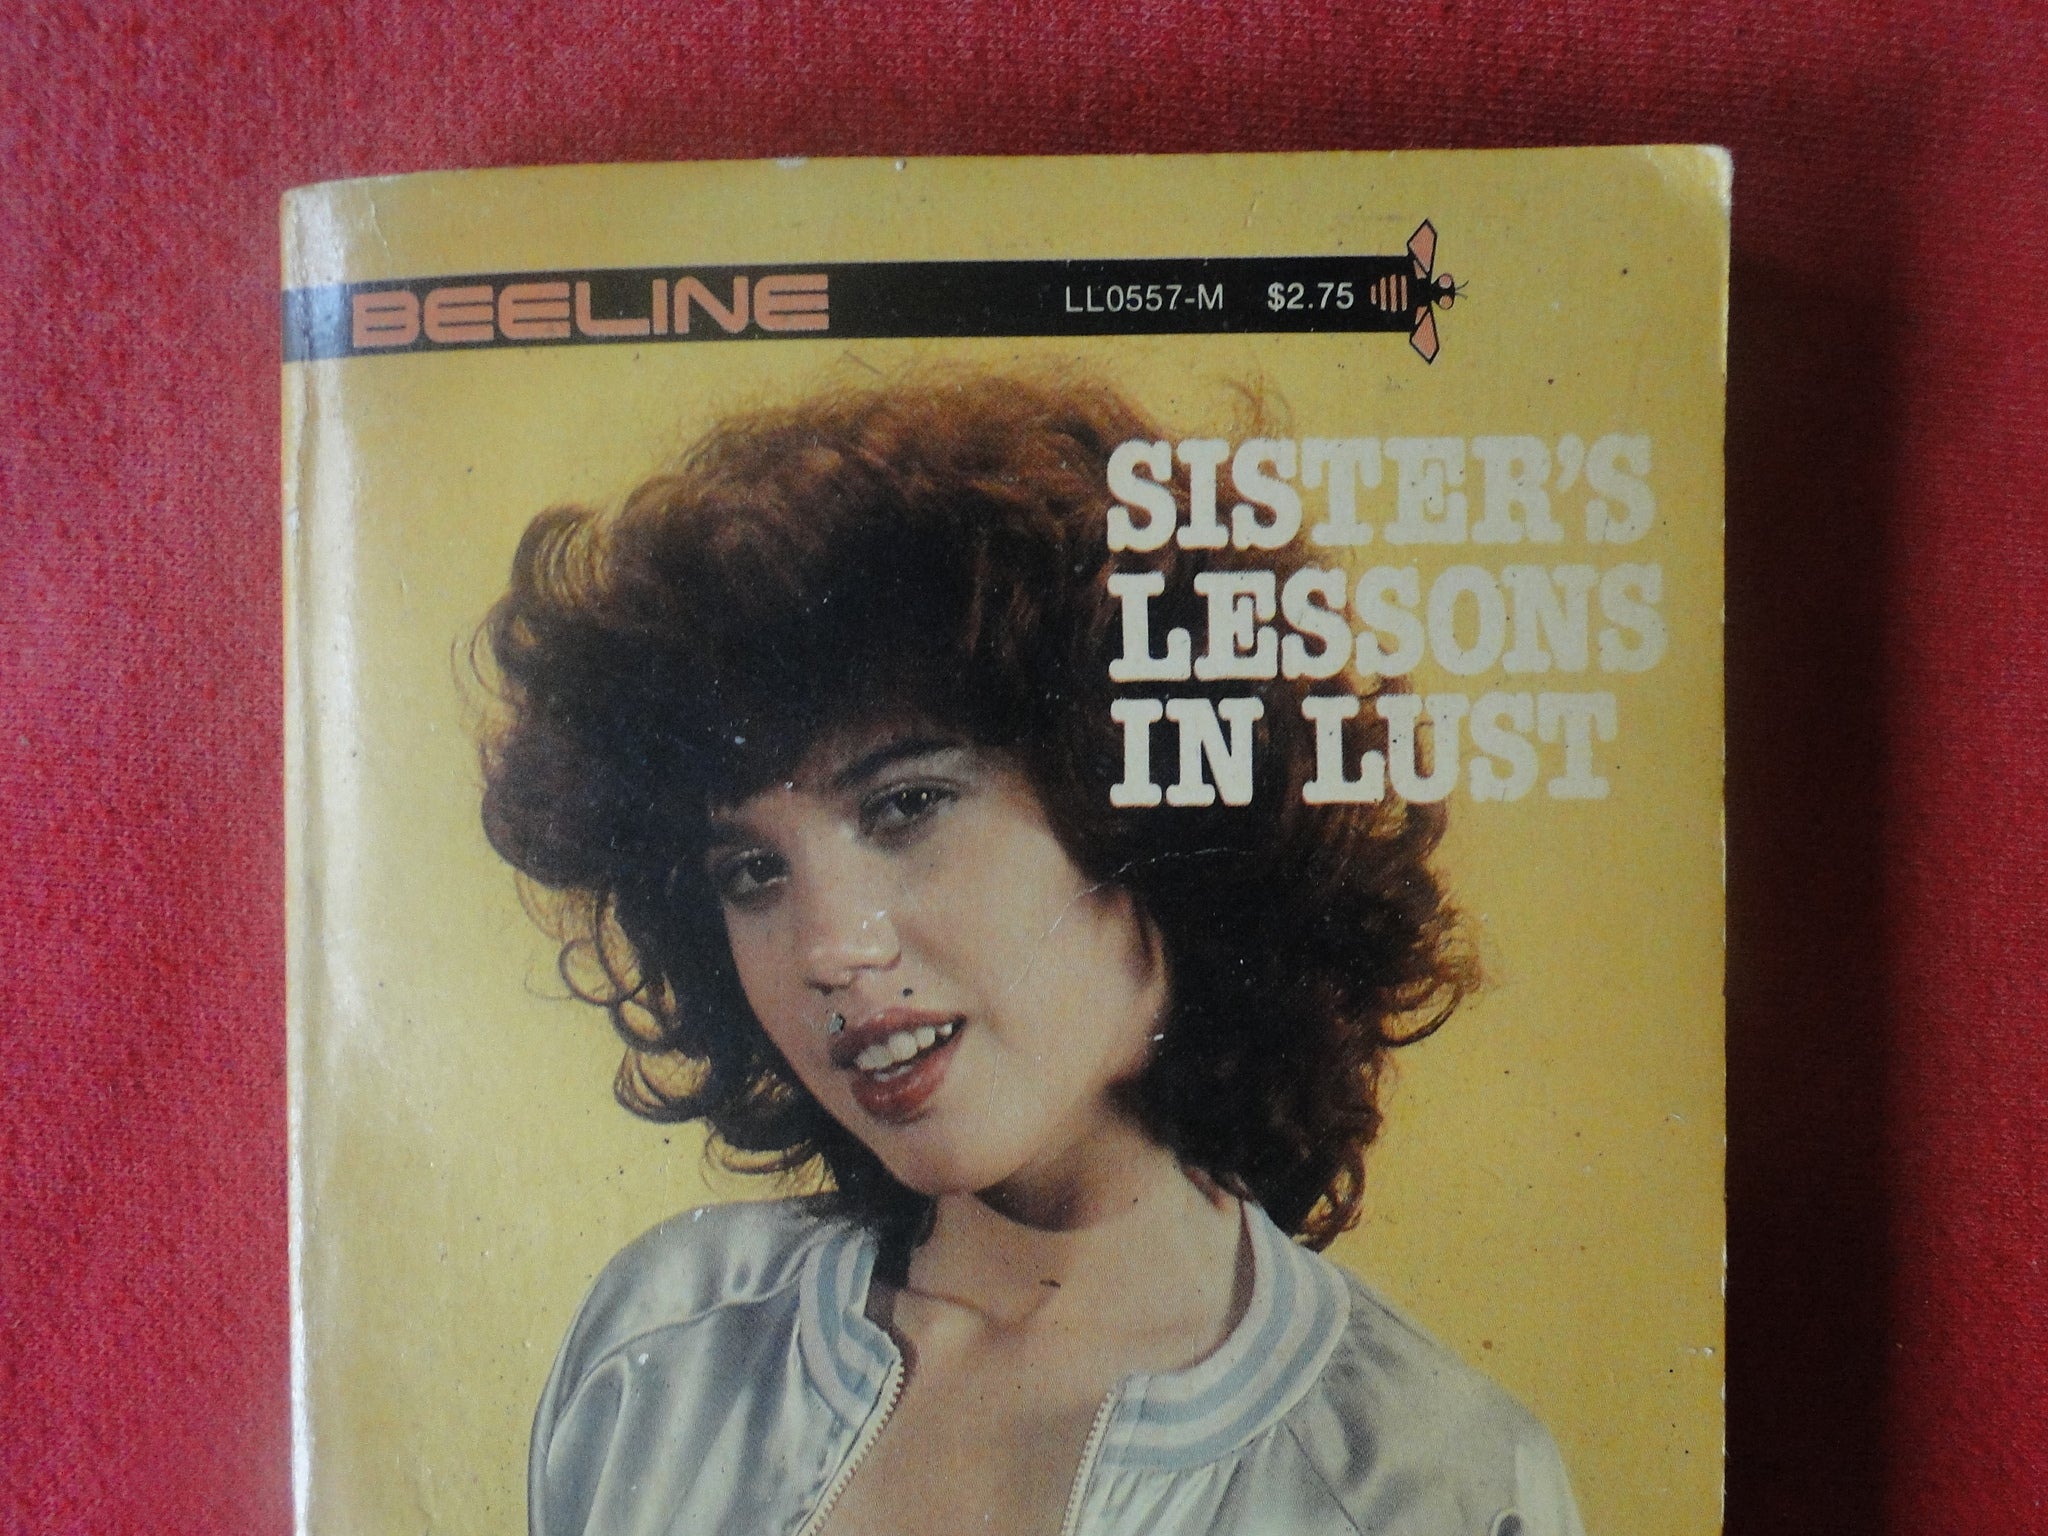 BEELINE LL0557-M $2.75
SISTER'S
LESSONS
IN LUST